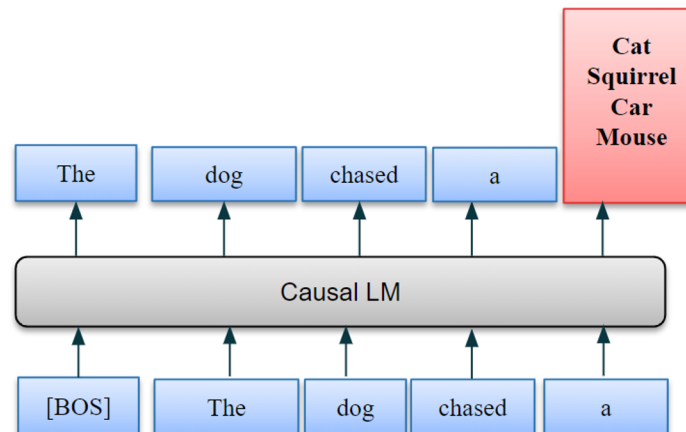 Cat
Squirrel
Car
Mouse
The dog chased a
Causal LM
[BOS] The dog chased a